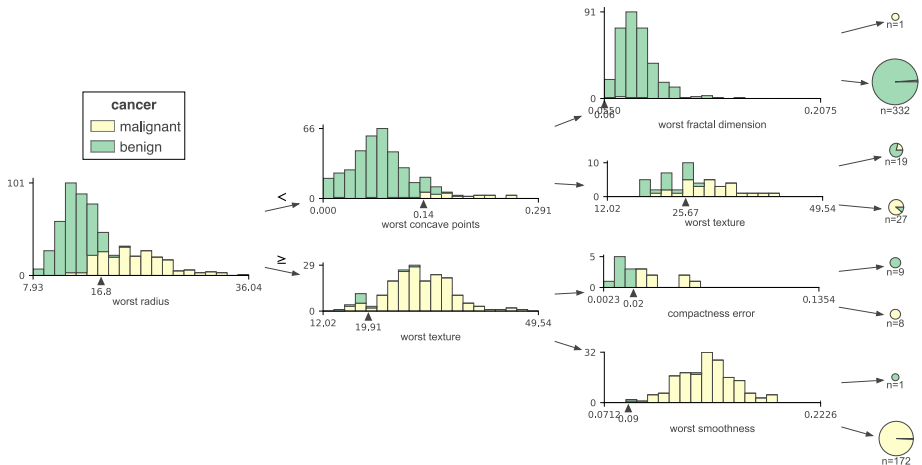 cancer
malignant
benign
101
0
7.93
16.8
36.04
worst radius
<
≥
66
0
0.000
0.14
0.291
worst concave points
29
0
12.02
19.91
49.54
worst texture
91
0
0.0550
0.06
0.2075
worst fractal dimension
10
0
12.02
25.67
49.54
worst texture
5
0
0.0023
0.02
0.1354
compactness error
32
0
0.0712
0.09
0.2226
worst smoothness
n=1
n=332
n=19
n=27
n=9
n=8
n=1
n=172